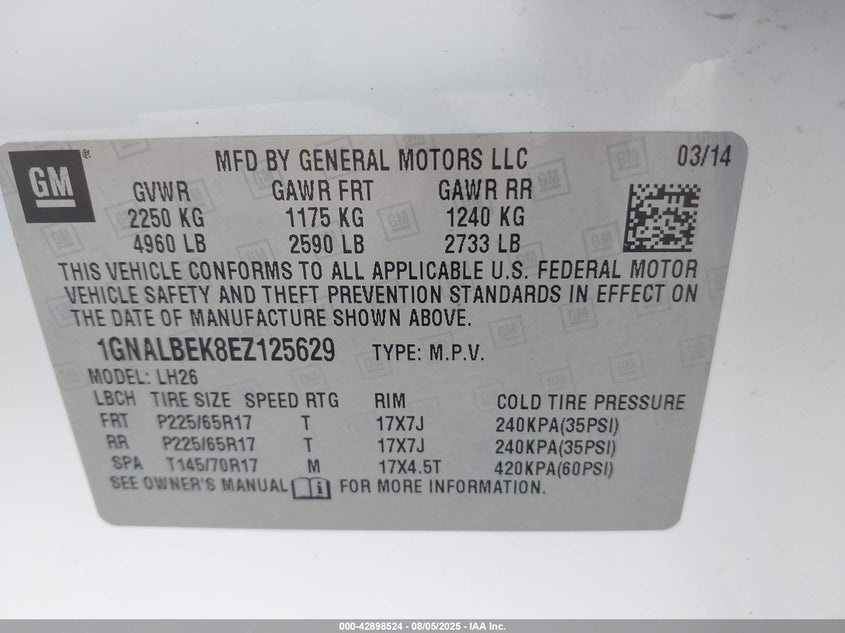 GM ®
MFD BY GENERAL MOTORS LLC 03/14
GVWR GAWR FRT GAWR RR
2250 KG 1175 KG 1240 KG
4960 LB 2590 LB 2733 LB
THIS VEHICLE CONFORMS TO ALL APPLICABLE U.S. FEDERAL MOTOR
VEHICLE SAFETY AND THEFT PREVENTION STANDARDS IN EFFECT ON
THE DATE OF MANUFACTURE SHOWN ABOVE.
1GNALBEK8EZ125629 TYPE: M.P.V.
MODEL: LH26
LBCH TIRE SIZE SPEED RTG RIM COLD TIRE PRESSURE
FRT P225/65R17 T 17X7J 240KPA(35PSI)
RR P225/65R17 T 17X7J 240KPA(35PSI)
SPA T145/70R17 M 17X4.5T 420KPA(60PSI)
SEE OWNER'S MANUAL FOR MORE INFORMATION.
000-42898524 - 08/05/2025 - IAA Inc.